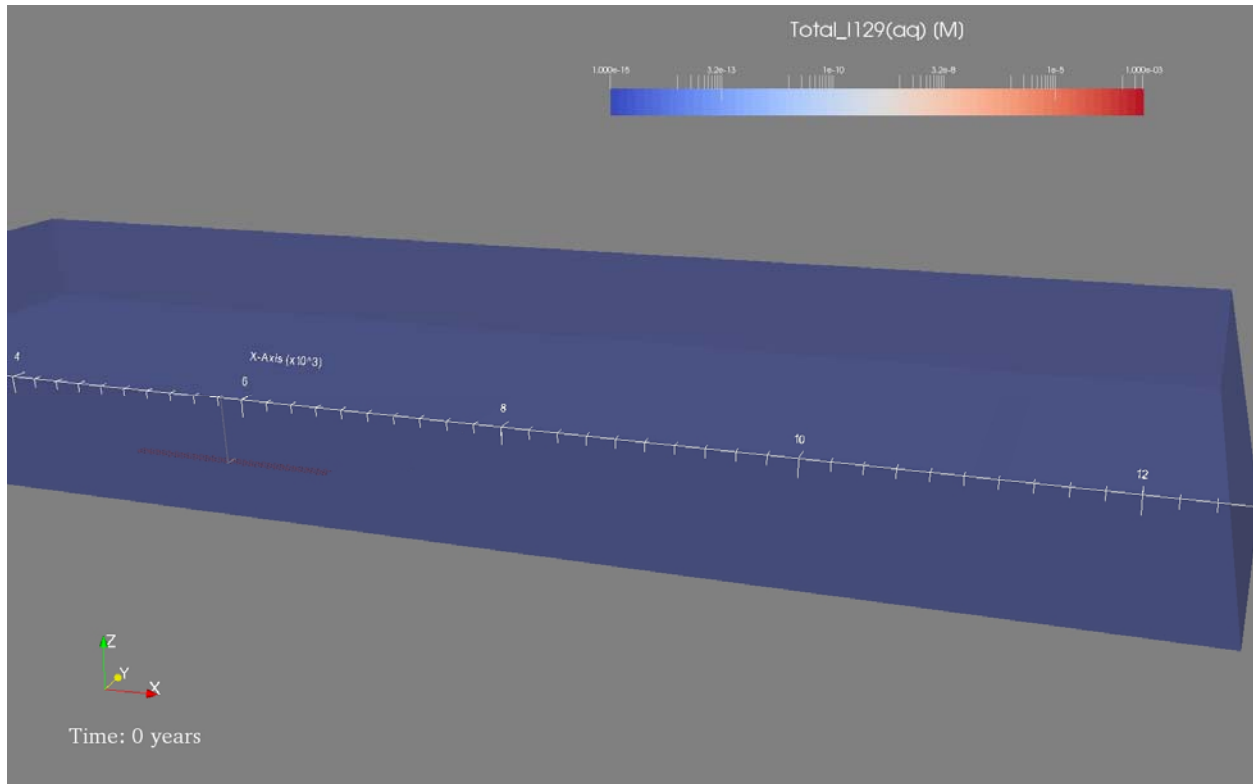 Total_I129(aq) [M]
1.000e-16 3.2e-13 1e-10 3.2e-8 1e-5 1.000e-03
4
X-Axis (x10^3)
6
8
10
12
Z
Y
X
Time: 0 years